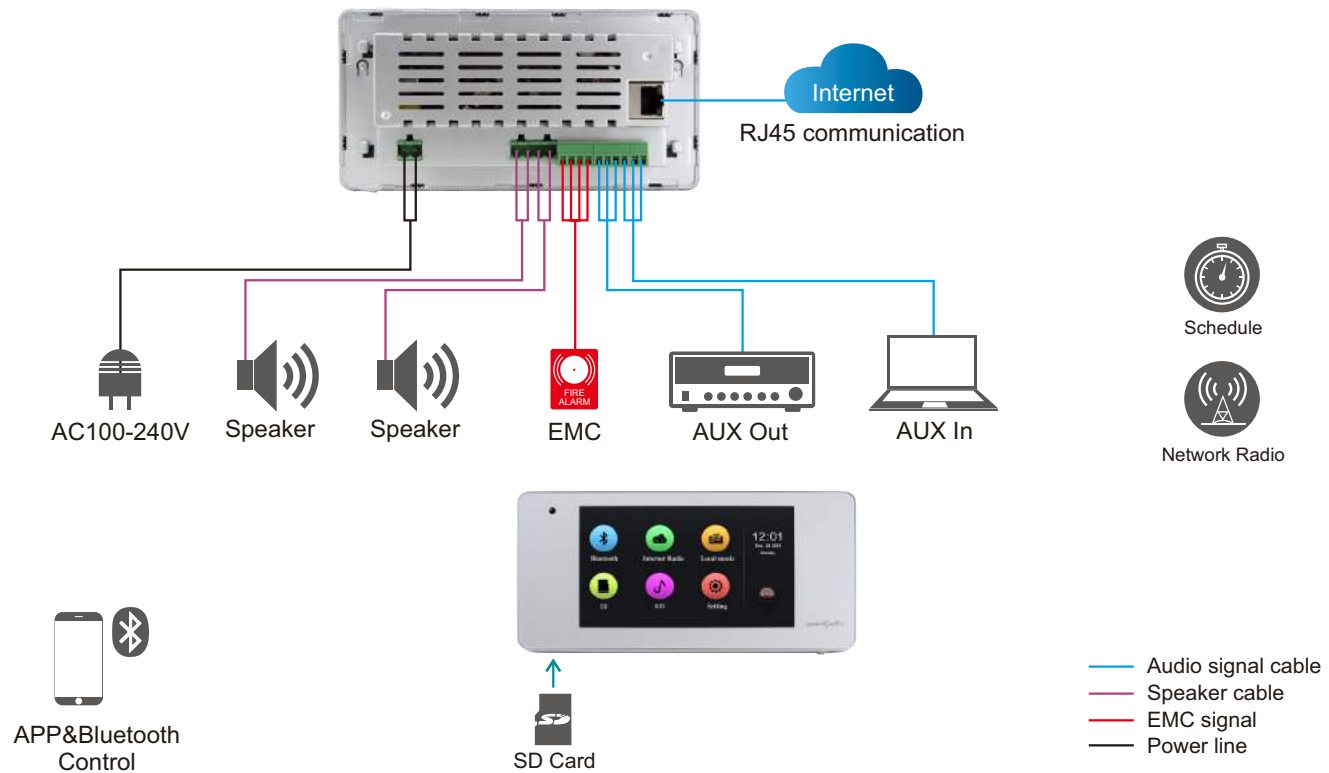 Internet
RJ45 communication
AC100-240V
Speaker
Speaker
FIRE
ALARM
EMC
AUX Out
AUX In
Schedule
Network Radio
Bluetooth
Internet Radio
Local music
12:01
Setting
APP&Bluetooth
Control
SD Card
Audio signal cable
Speaker cable
EMC signal
Power line